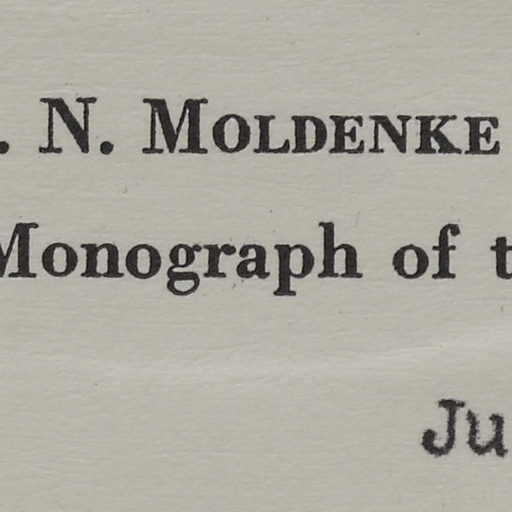 . N. MOLDENKE
Monograph of t
Ju